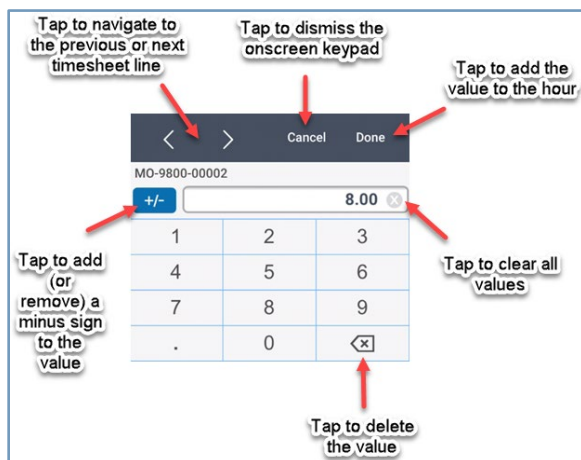 Tap to navigate to
the previous or next
timesheet line
Tap to dismiss the
onscreen keypad
Tap to add the
value to the hour
Cancel
Done
MO-9800-00002
+/-
8.00
1 2 3
4 5 6
7 8 9
. 0
Tap to add
(or
remove) a
minus sign
to the
value
Tap to clear all
values
Tap to delete
the value